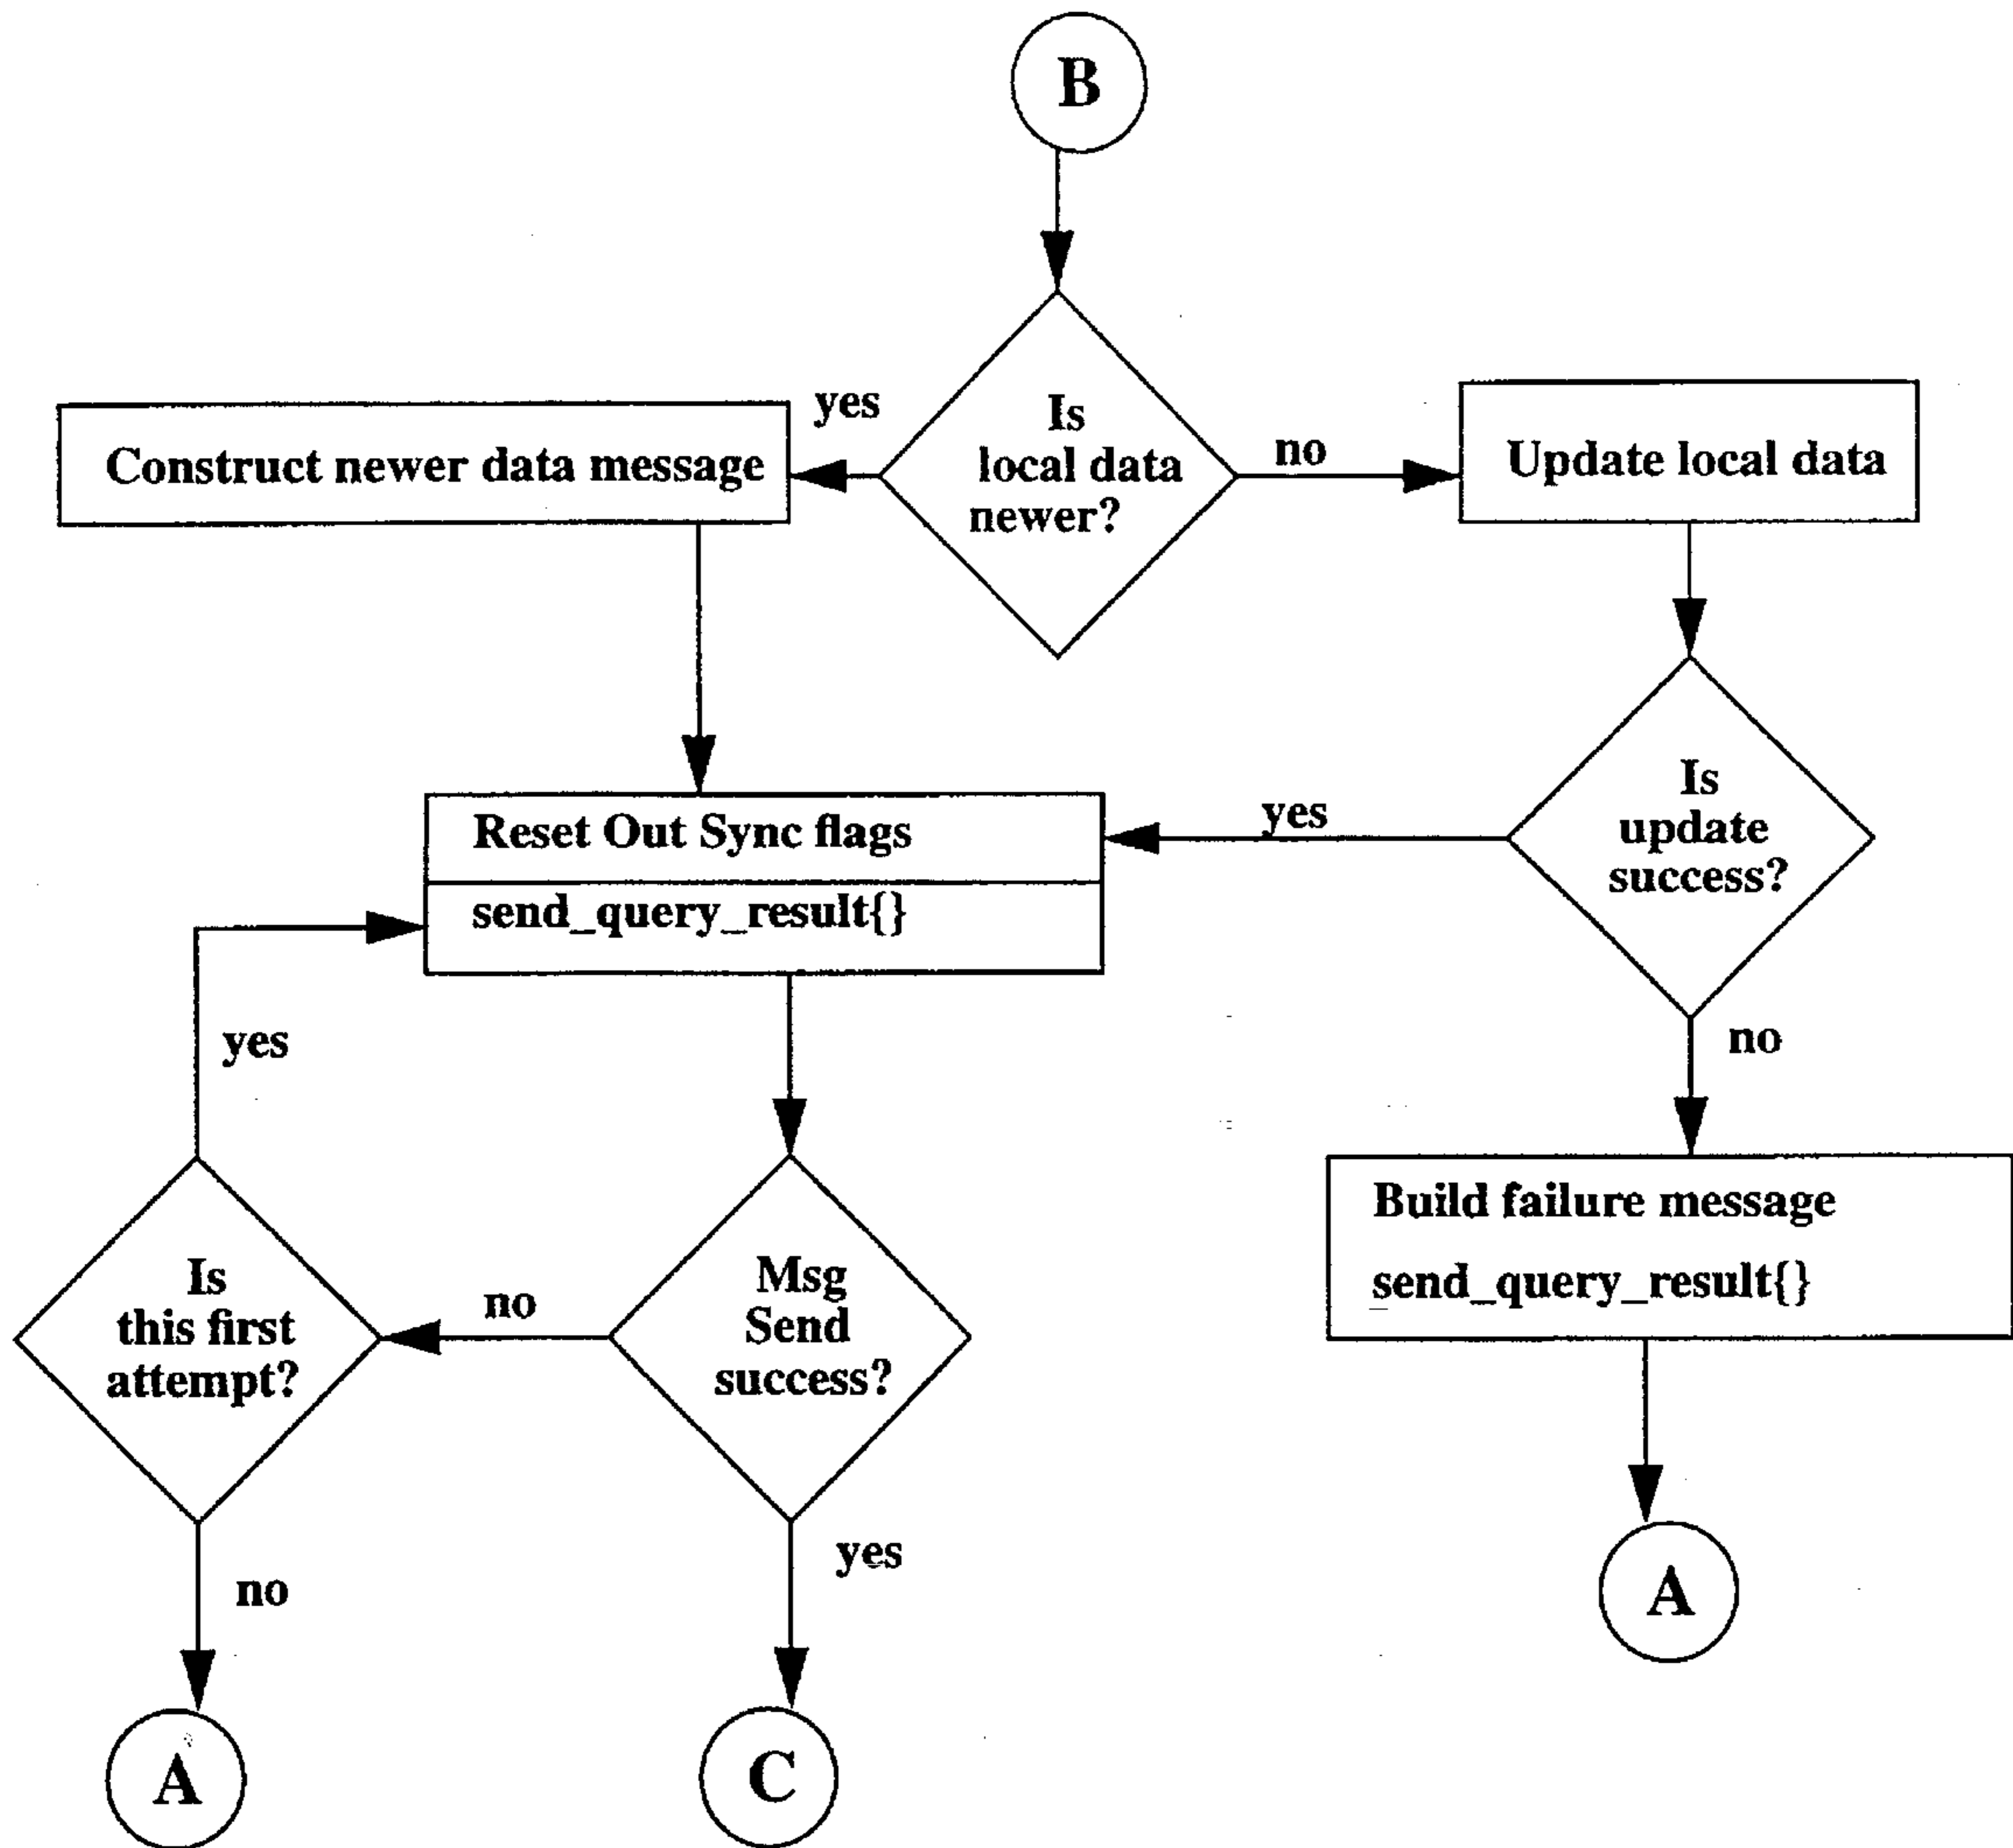 B
yes
Is
local data
newer?
no
Construct newer data message
Update local data
Reset Out Sync flags
send_query_result{}
yes
Is
update
success?
yes
no
Build failure message
send_query_result{}
Is
this first
attempt?
no
Msg
Send
success?
yes
no
A
A
C